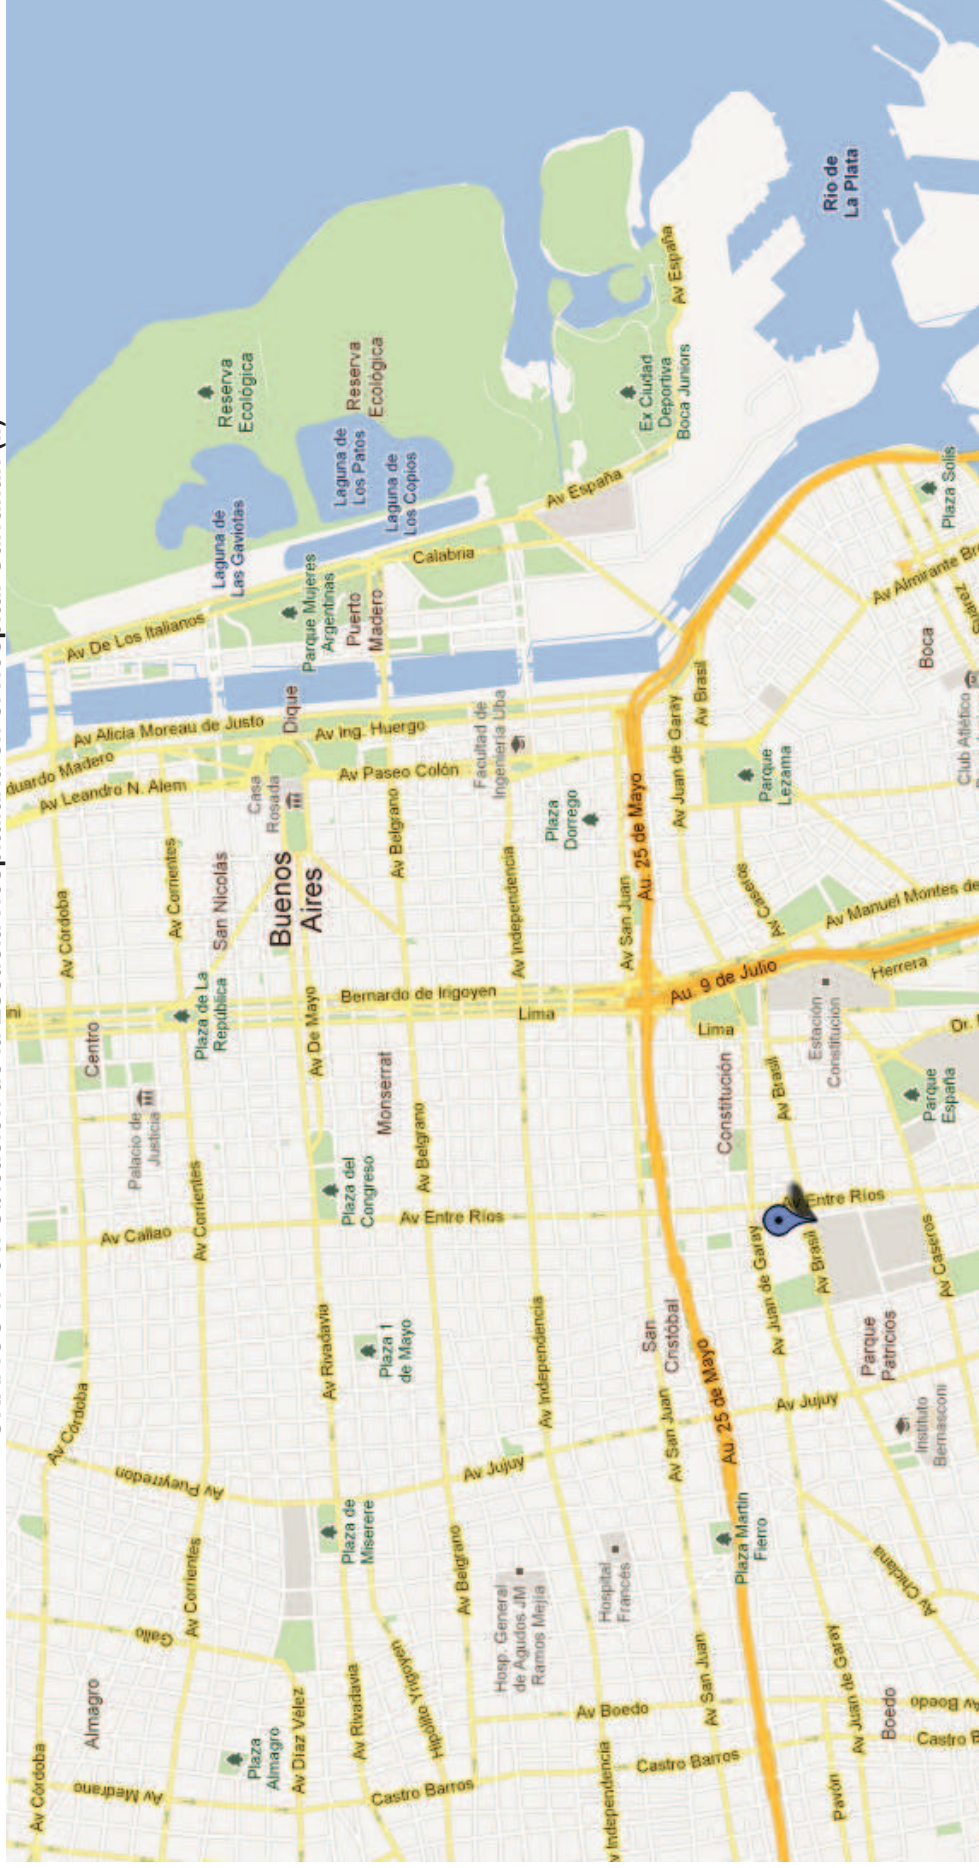 Av Córdoba
Almagro
Av Medrano
Plaza
Almagro
Av Díaz Vélez
Gallo
Av Corrientes
Av Rivadavia
Hipólito Yrigoyen
Castro Barros
Av Córdoba
Av Pueyrredon
Av Corrientes
Plaza de
Miserere
Av Belgrano
Av Rivadavia
Plaza 1
de Mayo
Av Jujuy
Hosp. General
de Agudos JM
Ramos Mejía
Hospital
Francés
Av Boedo
Independencia
Castro Barros
Av San Juan
Av San Juan
Plaza Martín
Fierro
Au. 25 de Mayo
San
Cristóbal
Av Independencia
Av Jujuy
Pavón
Av Juan de Garay
Boedo
Av Boedo
Castro
Av Chiclana
Instituto
Bernasconi
Parque
Patricios
Av Juan de Garay
Av Brasil
Av Caseros
Av Entre Ríos
Av Callao
Av Corrientes
Palacio de
Justicia
Centro
Plaza del
Congreso
Av Entre Ríos
Av Belgrano
Monserrat
Av De Mayo
Plaza de La
República
Bernardo de Irigoyen
Lima
Av Independencia
Av San Juan
Au. 25 de Mayo
Au. 9 de Julio
Lima
Constitución
Av Brasil
Estación
Constitución
Parque
España
Herrera
Av Manuel Montes de
Av Caseros
Av Córdoba
Av Corrientes
San Nicolás
Buenos
Aires
Casa
Rosada
Av Belgrano
Av Leandro N. Alem
duardo Madero
Av Alicia Moreau de Justo
Dique
Av Ing. Huergo
Av Paseo Colón
Facultad de
Ingeniería Uba
Plaza
Dorrego
Av Juan de Garay
Av Brasil
Parque
Lezama
Club Atlético
Boca
Av Almirante Br
Suárez
Plaza Solís
Av De Los Italianos
Parque Mujeres
Argentinas
Puerto
Madero
Calabria
Laguna de
Las Gaviotas
Laguna de
Los Patos
Laguna de
Los Copios
Reserva
Ecológica
Reserva
Ecológica
Av España
Ex Ciudad
Deportiva
Boca Juniors
Av España
Rio de
La Plata